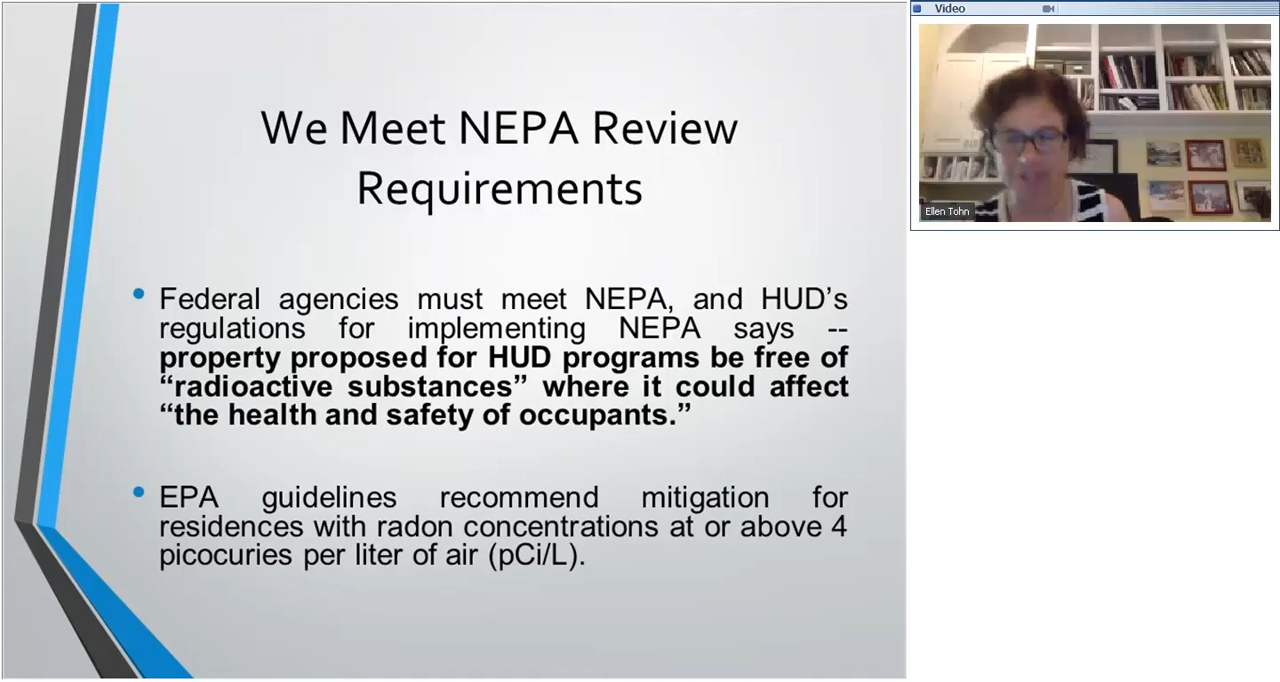 We Meet NEPA Review
Requirements
• Federal agencies must meet NEPA, and HUD’s
regulations for implementing NEPA says --
property proposed for HUD programs be free of
“radioactive substances” where it could affect
“the health and safety of occupants.”
• EPA guidelines recommend mitigation for
residences with radon concentrations at or above 4
picocuries per liter of air (pCi/L).
Video
Ellen Tohn